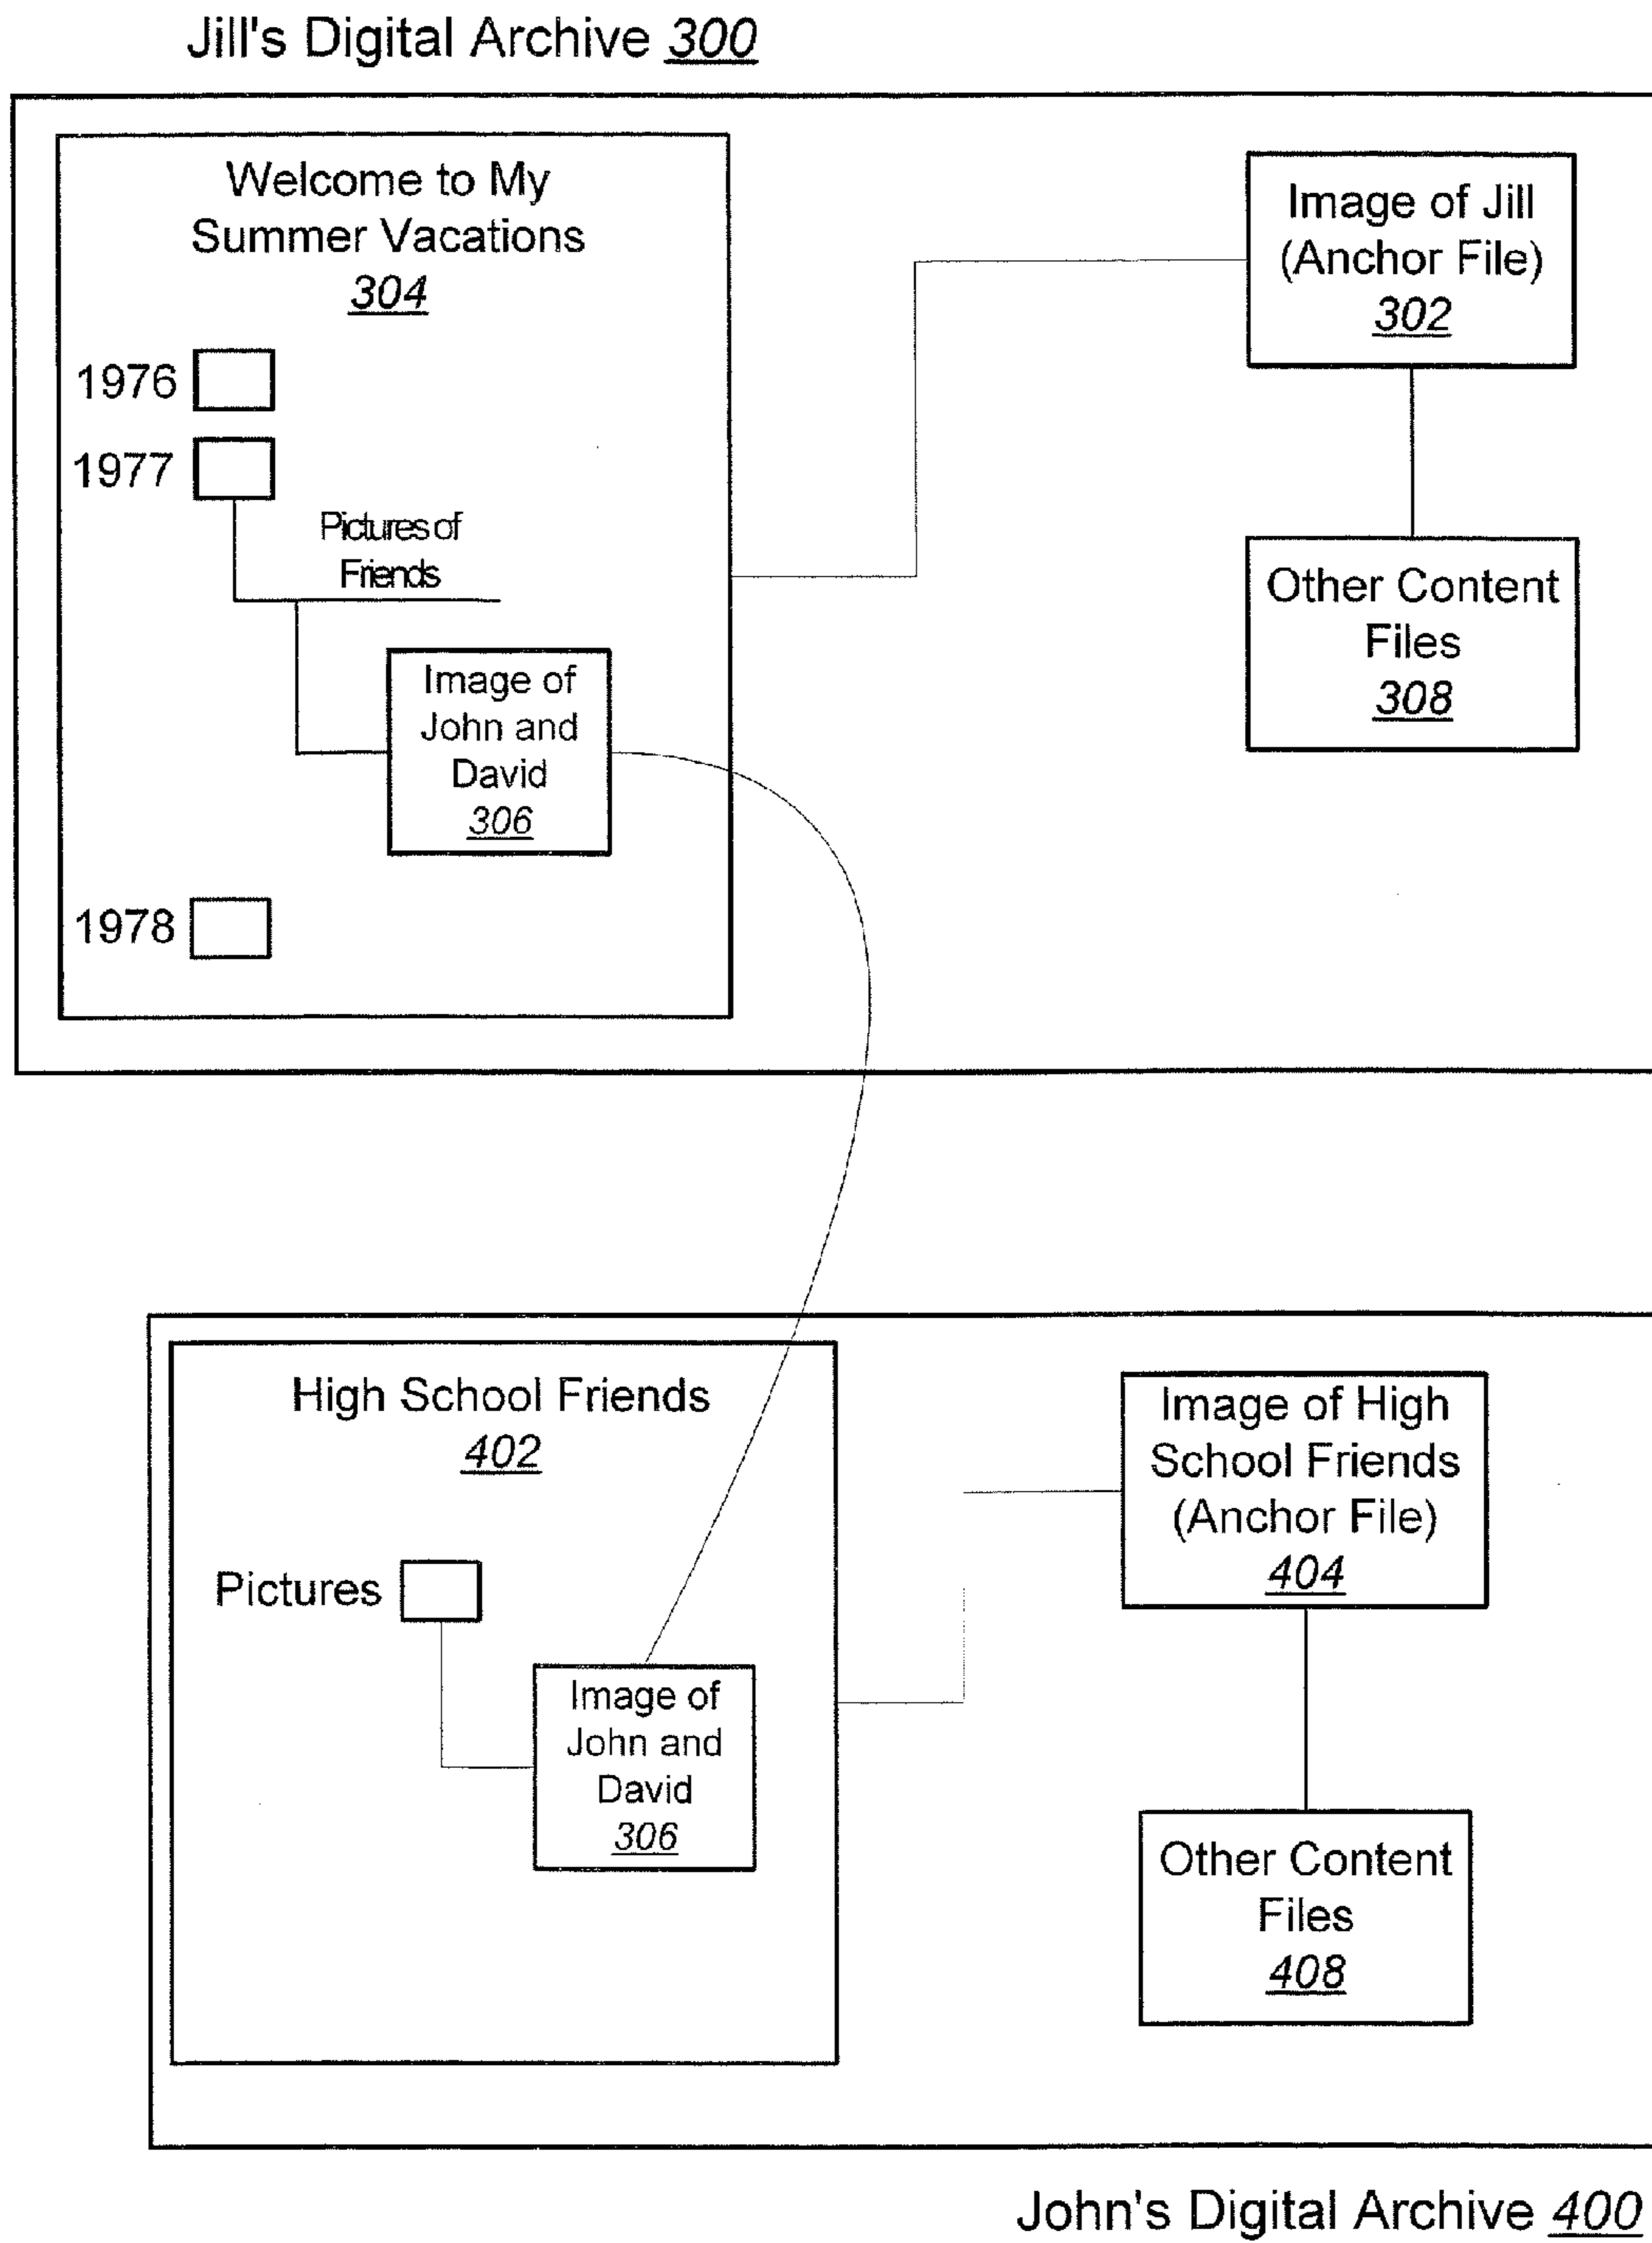 Jill's Digital Archive 300
Welcome to My
Summer Vacations
304
1976
1977
Pictures of
Friends
Image of
John and
David
306
1978
Image of Jill
(Anchor File)
302
Other Content
Files
308
High School Friends
402
Pictures
Image of
John and
David
306
Image of High
School Friends
(Anchor File)
404
Other Content
Files
408
John's Digital Archive 400